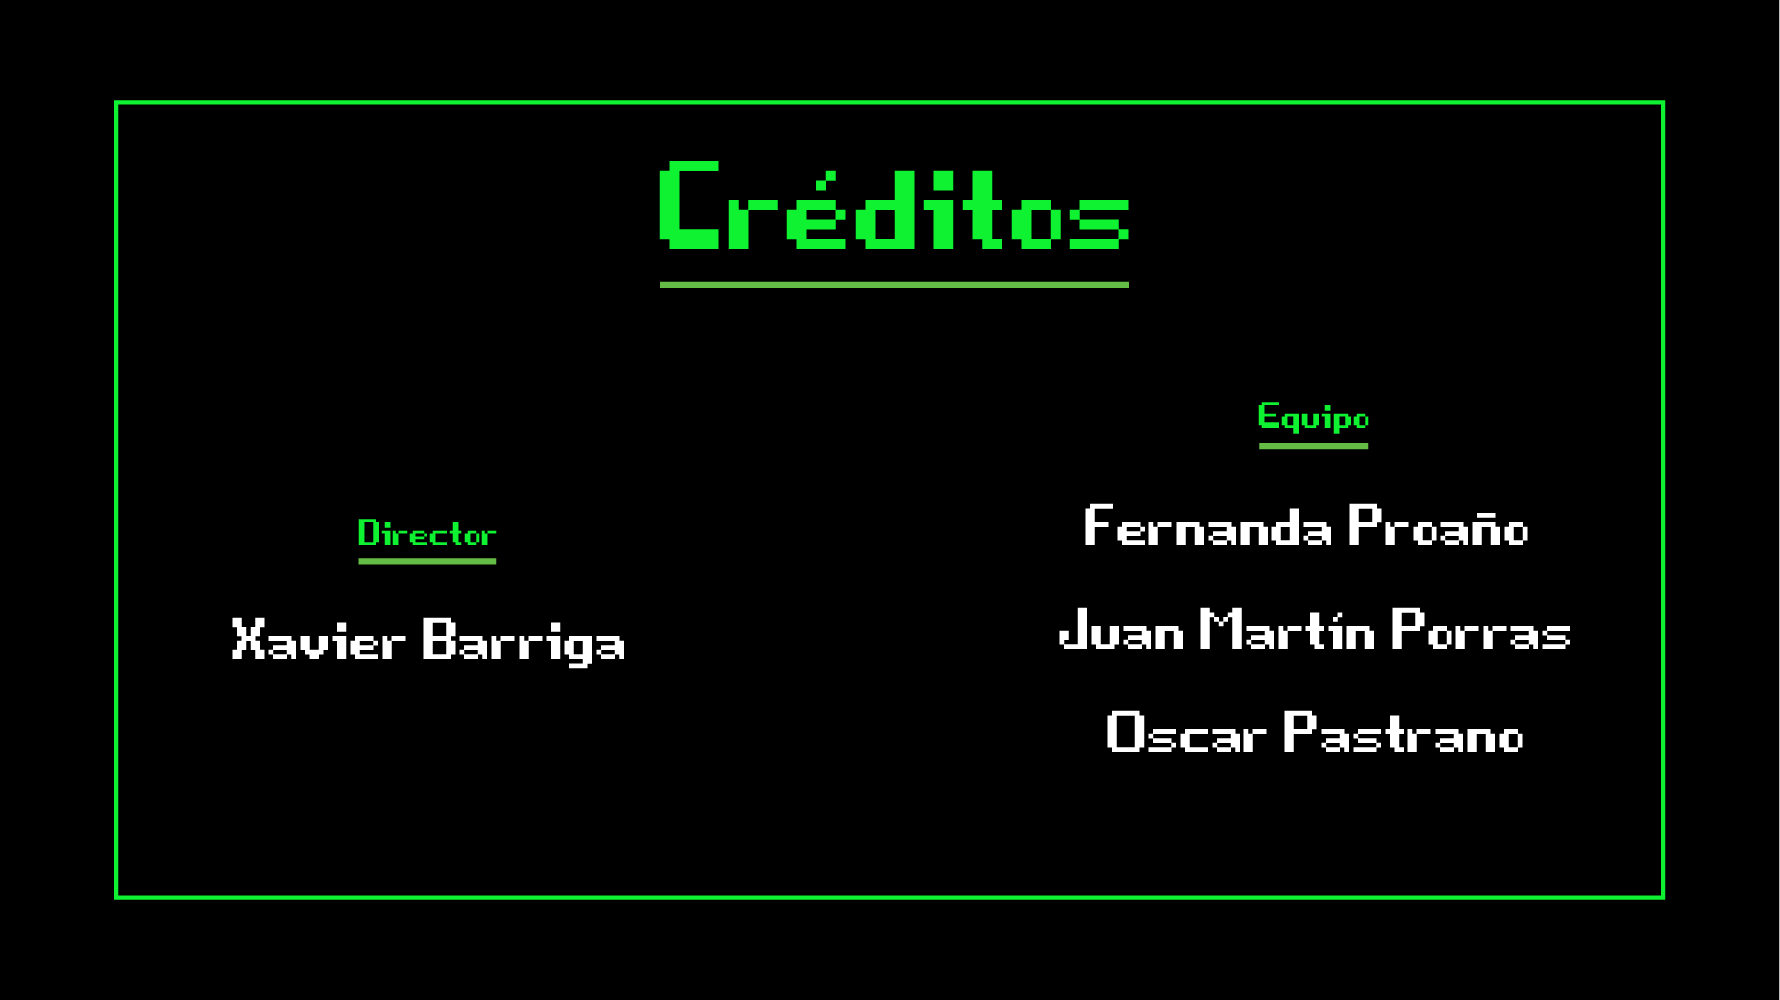 Créditos
Director
Xavier Barriga
Equipo
Fernanda Proaño
Juan Martín Porras
Oscar Pastrano